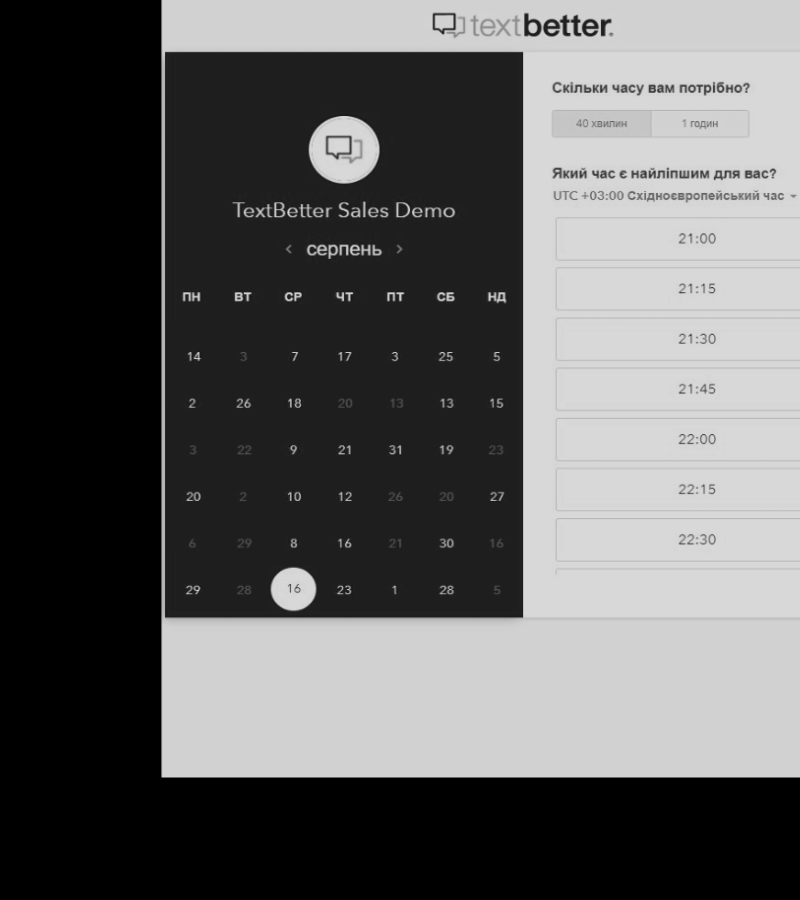 textbetter.
TextBetter Sales Demo
< серпень >
ПН ВТ СР ЧТ ПТ СБ НД
14 3 7 17 3 25 5
2 26 18 20 13 13 15
3 22 9 21 31 19 23
20 2 10 12 26 20 27
6 29 8 16 21 30 16
29 28 16 23 1 28 5
Скільки часу вам потрібно?
40 хвилин 1 годин
Який час є найліпшим для вас?
UTC +03:00 Східноєвропейський час
21:00
21:15
21:30
21:45
22:00
22:15
22:30